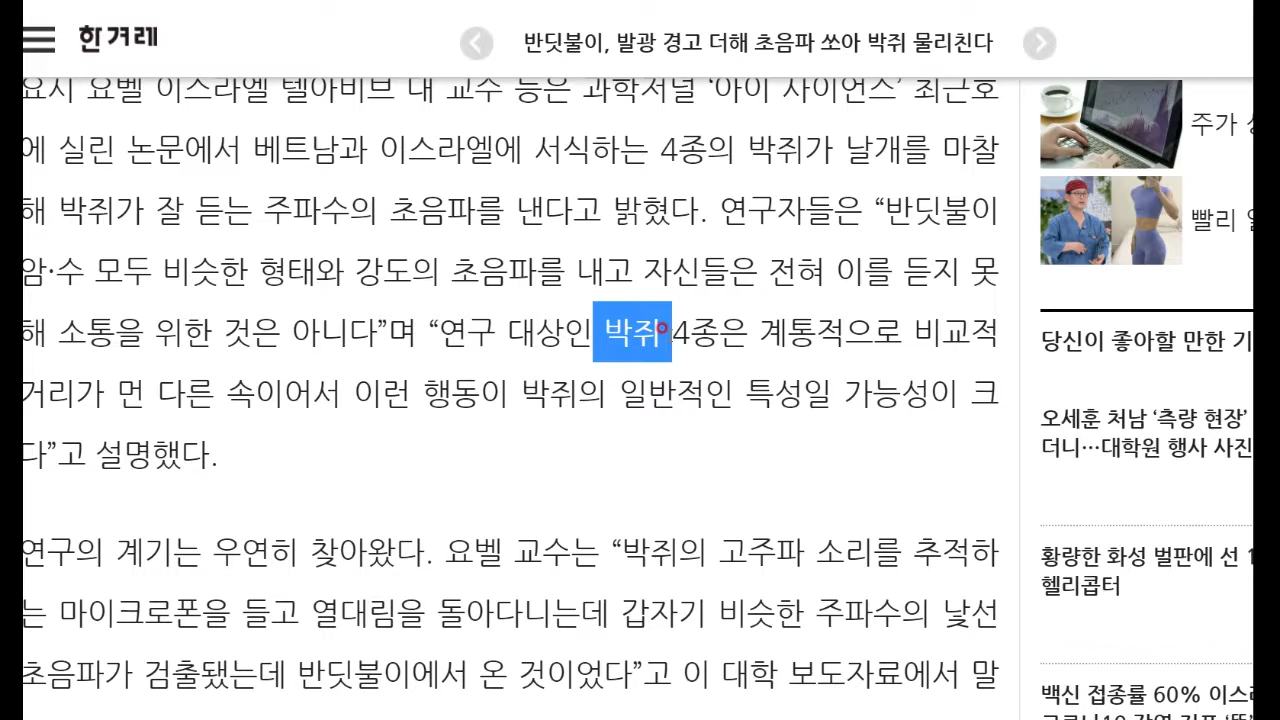 한겨레
반딧불이, 발광 경고 더해 초음파 쏘아 박쥐 물리친다
요시 요벨 이스라엘 텔아비브 대 교수 등은 과학저널 ‘아이 사이언스’ 최근호
에 실린 논문에서 베트남과 이스라엘에 서식하는 4종의 박쥐가 날개를 마찰
해 박쥐가 잘 듣는 주파수의 초음파를 낸다고 밝혔다. 연구자들은 “반딧불이
암·수 모두 비슷한 형태와 강도의 초음파를 내고 자신들은 전혀 이를 듣지 못
해 소통을 위한 것은 아니다”며 “연구 대상인 박쥐 4종은 계통적으로 비교적
거리가 먼 다른 속이어서 이런 행동이 박쥐의 일반적인 특성일 가능성이 크
다”고 설명했다.
연구의 계기는 우연히 찾아왔다. 요벨 교수는 “박쥐의 고주파 소리를 추적하
는 마이크로폰을 들고 열대림을 돌아다니는데 갑자기 비슷한 주파수의 낯선
초음파가 검출됐는데 반딧불이에서 온 것이었다”고 이 대학 보도자료에서 말
주가
빨리
당신이 좋아할 만한 기
오세훈 처남 ‘측량 현장’
더니…대학원 행사 사진
황량한 화성 벌판에 선
헬리콥터
백신 접종률 60% 이스